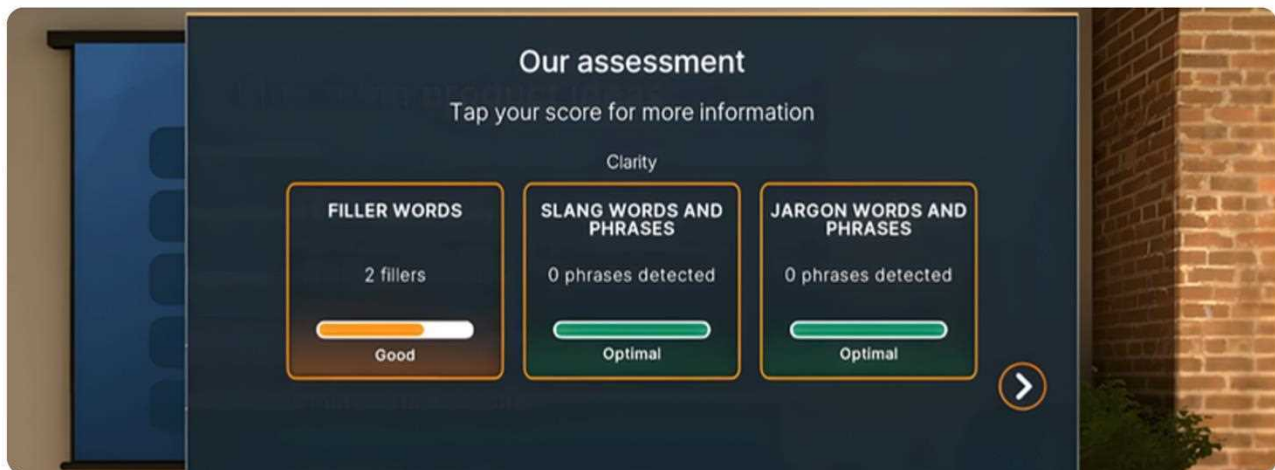 Our assessment
Tap your score for more information
Clarity
FILLER WORDS
2 fillers
Good
SLANG WORDS AND
PHRASES
0 phrases detected
Optimal
JARGON WORDS AND
PHRASES
0 phrases detected
Optimal